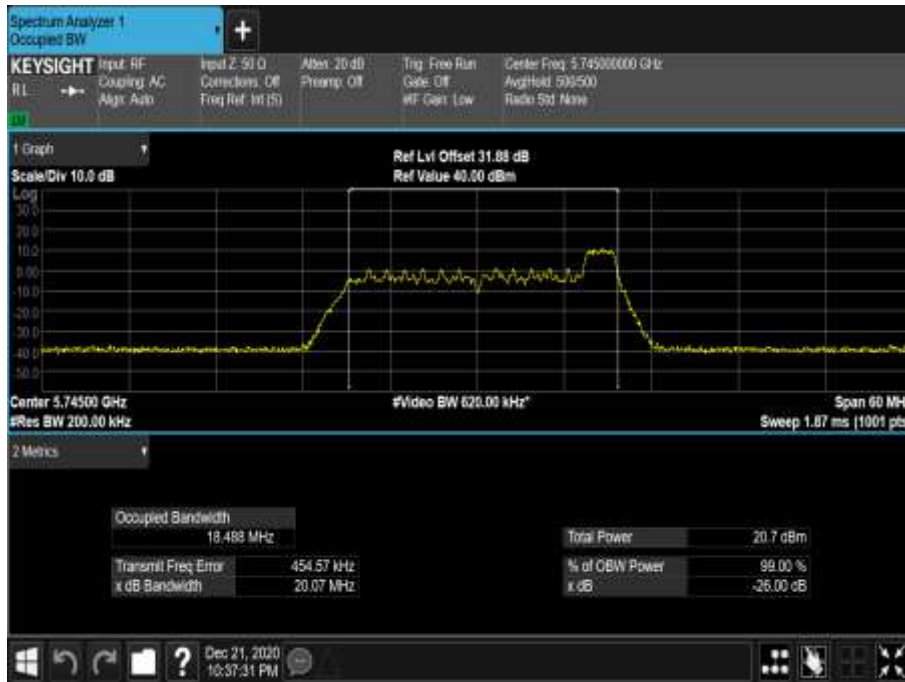 Spectrum Analyzer 1
Occupied BW
+
KEYSIGHT Input: RF Input Z: 50 Ω Atten: 20 dB Trig: Free Run Center Freq: 5.745000000 GHz
RL Coupling: AC Corrections: Off Preamp: Off Gate: Off Avg|Hold: 500/500
Align: Auto Freq Ref: Int (S) #IF Gain: Low Radio Std: None
1 Graph
Ref Lvl Offset 31.88 dB
Scale/Div 10.0 dB Ref Value 40.00 dBm
Log
30.0
20.0
10.0
0.00
-10.0
-20.0
-30.0
-40.0
-50.0
Center 5.74500 GHz #Video BW 620.00 kHz* Span 60 MH
#Res BW 200.00 kHz Sweep 1.87 ms (1001 pts
2 Metrics
Occupied Bandwidth
18.488 MHz Total Power 20.7 dBm
Transmit Freq Error 454.57 kHz % of OBW Power 99.00 %
x dB Bandwidth 20.07 MHz x dB -26.00 dB
? Dec 21, 2020
10:37:31 PM